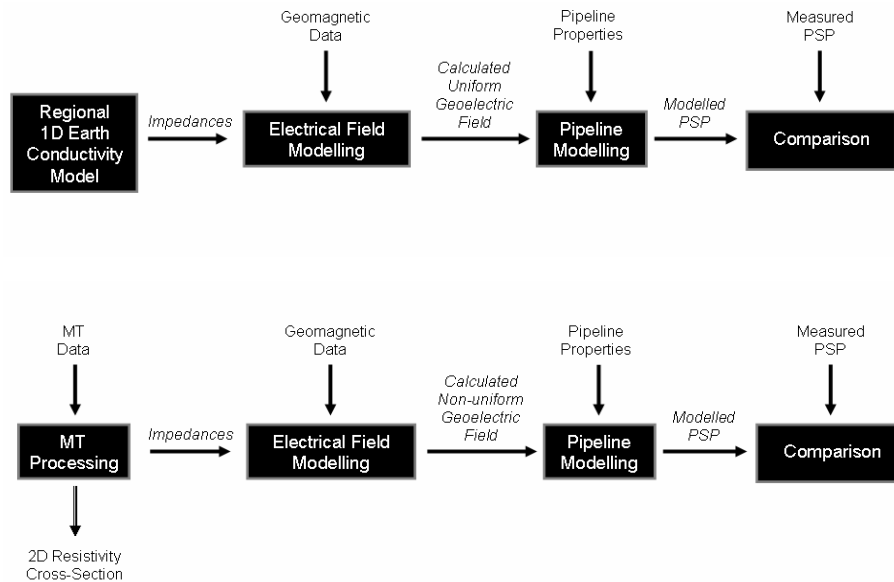 Geomagnetic
Data
Pipeline
Properties
Measured
PSP
Regional
1D Earth
Conductivity
Model
Impedances
Electrical Field
Modelling
Calculated
Uniform
Geoelectric
Field
Pipeline
Modelling
Modelled
PSP
Comparison
MT
Data
Geomagnetic
Data
Pipeline
Properties
Measured
PSP
MT
Processing
Impedances
Electrical Field
Modelling
Calculated
Non-uniform
Geoelectric
Field
Pipeline
Modelling
Modelled
PSP
Comparison
2D Resistivity
Cross-Section